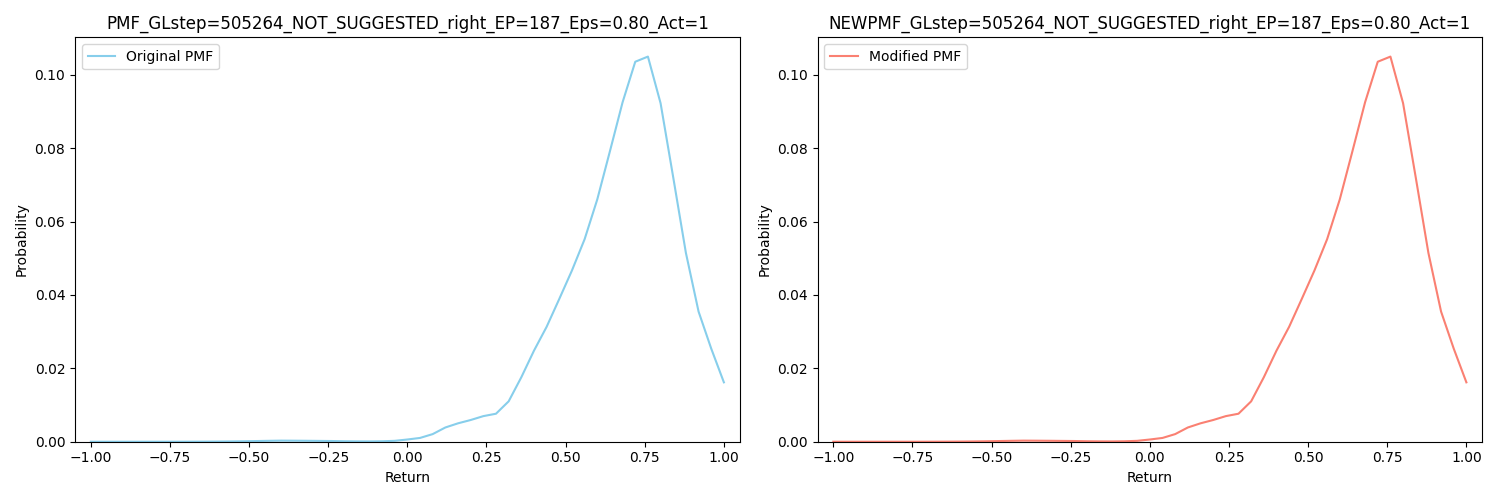 PMF_GLstep=505264_NOT_SUGGESTED_right_EP=187_Eps=0.80_Act=1
Original PMF
0.10
0.08
0.06
0.04
0.02
0.00
Probability
−1.00 −0.75 −0.50 −0.25 0.00 0.25 0.50 0.75 1.00
Return
NEWPMF_GLstep=505264_NOT_SUGGESTED_right_EP=187_Eps=0.80_Act=1
Modified PMF
0.10
0.08
0.06
0.04
0.02
0.00
Probability
−1.00 −0.75 −0.50 −0.25 0.00 0.25 0.50 0.75 1.00
Return